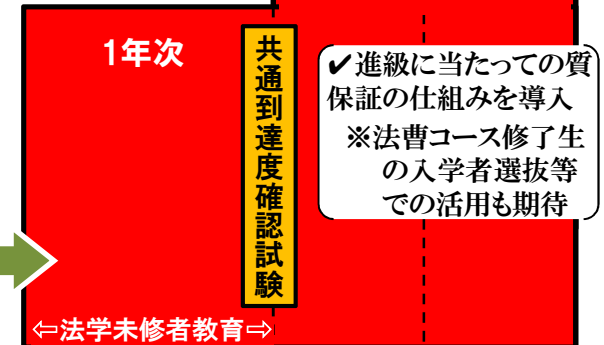 1年次
共通到達度確認試験
✔進級に当たっての質
保証の仕組みを導入
※法曹コース修了生
の入学者選抜等
での活用も期待
⇦法学未修者教育⇨